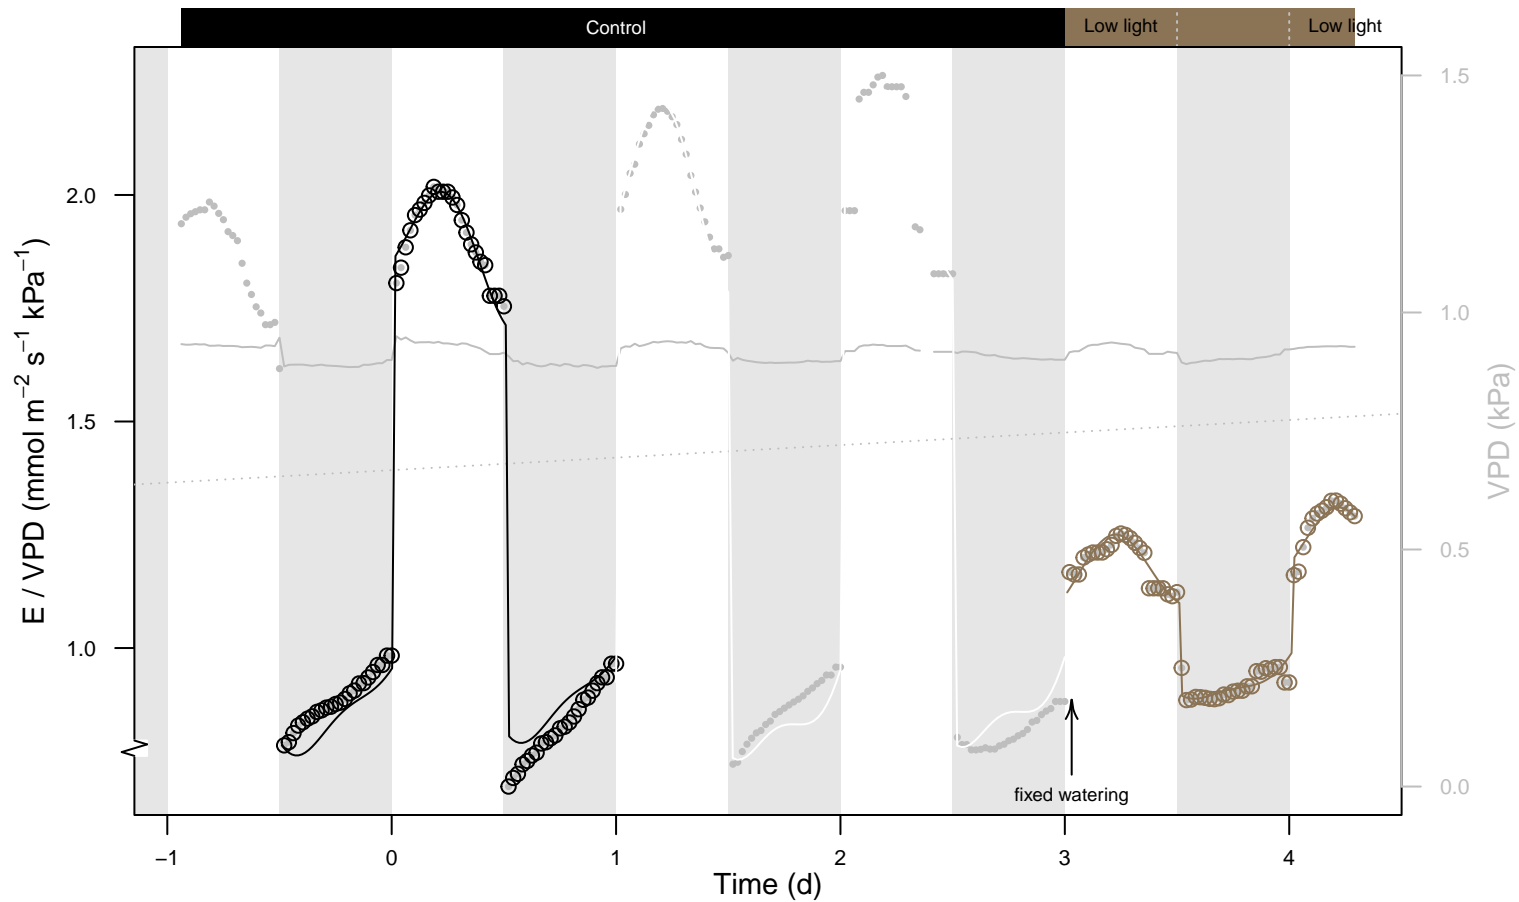 Control
Low light
Low light
2.0
1.5
1.0
E / VPD (mmol m⁻² s⁻¹ kPa⁻¹)
1.5
1.0
0.5
0.0
VPD (kPa)
fixed watering
−1
0
1
2
3
4
Time (d)